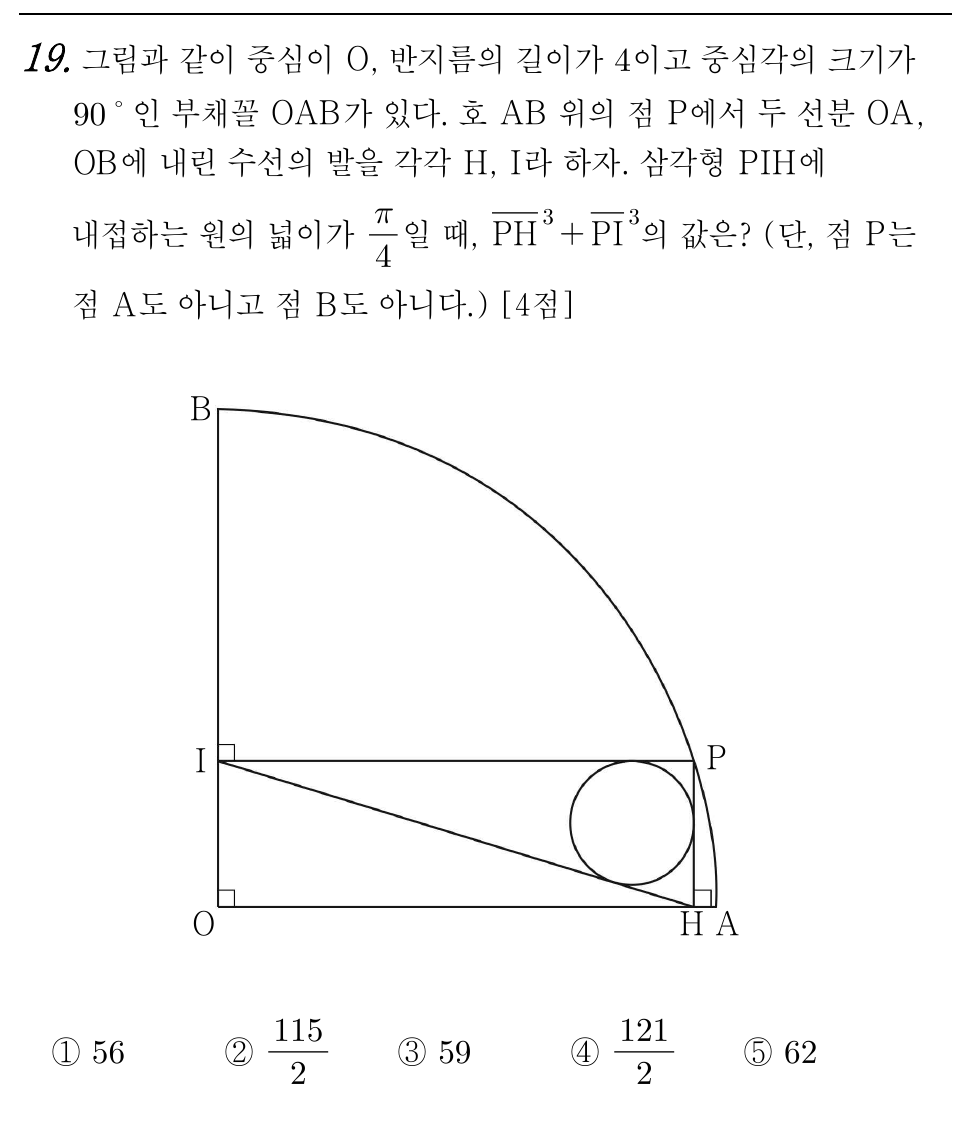 19. 그림과 같이 중심이 O, 반지름의 길이가 4이고 중심각의 크기가
90°인 부채꼴 OAB가 있다. 호 AB 위의 점 P에서 두 선분 OA,
OB에 내린 수선의 발을 각각 H, I라 하자. 삼각형 PIH에
내접하는 원의 넓이가 π/4일 때, \overline{PH}³+\overline{PI}³의 값은? (단, 점 P는
점 A도 아니고 점 B도 아니다.) [4점]
B
I P
O H A
① 56 ② 115/2 ③ 59 ④ 121/2 ⑤ 62